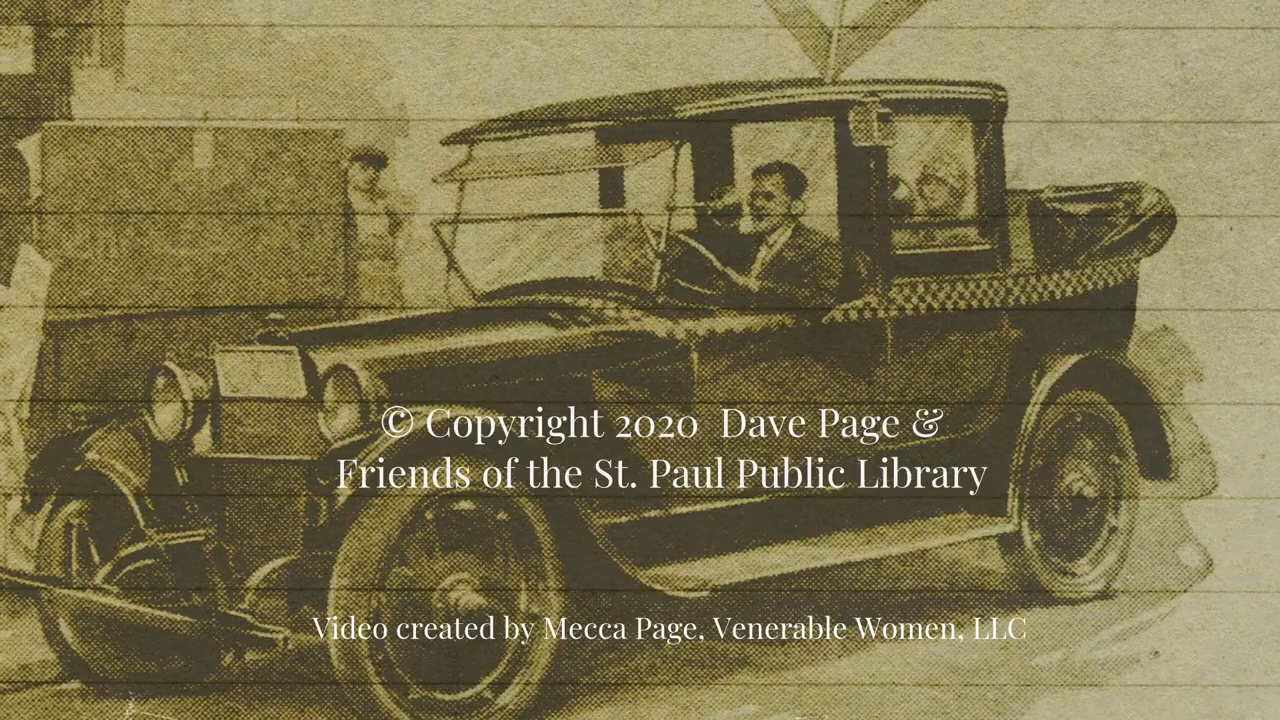 © Copyright 2020 Dave Page &
Friends of the St. Paul Public Library
Video created by Mecca Page, Venerable Women, LLC